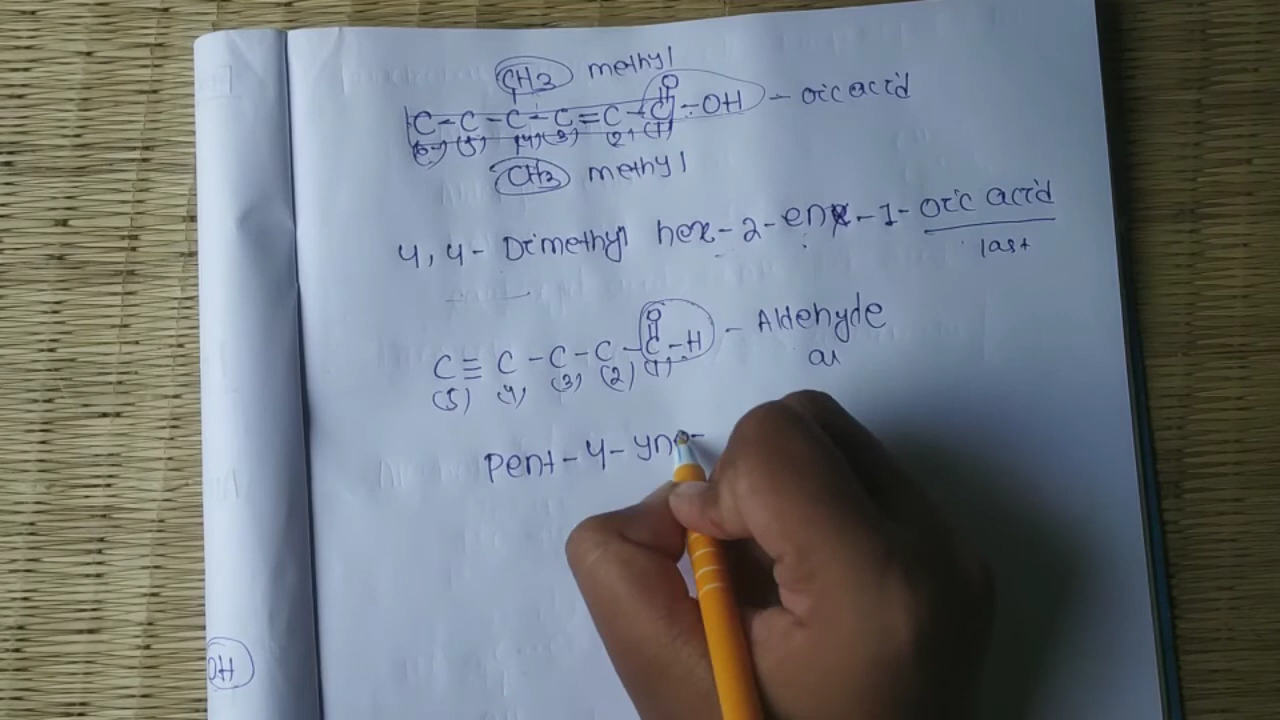 CH3 methyl
O
C-C-C-C=C-C-OH - oic acid
(6) (5) (4) (3) (2) (1)
CH3 methyl
4,4- Dimethyl hex-2-en-1-oic acid
last
O
C≡C-C-C-C-H - Aldehyde
(5) (4) (3) (2) (1) al
Pent-4-yn
OH